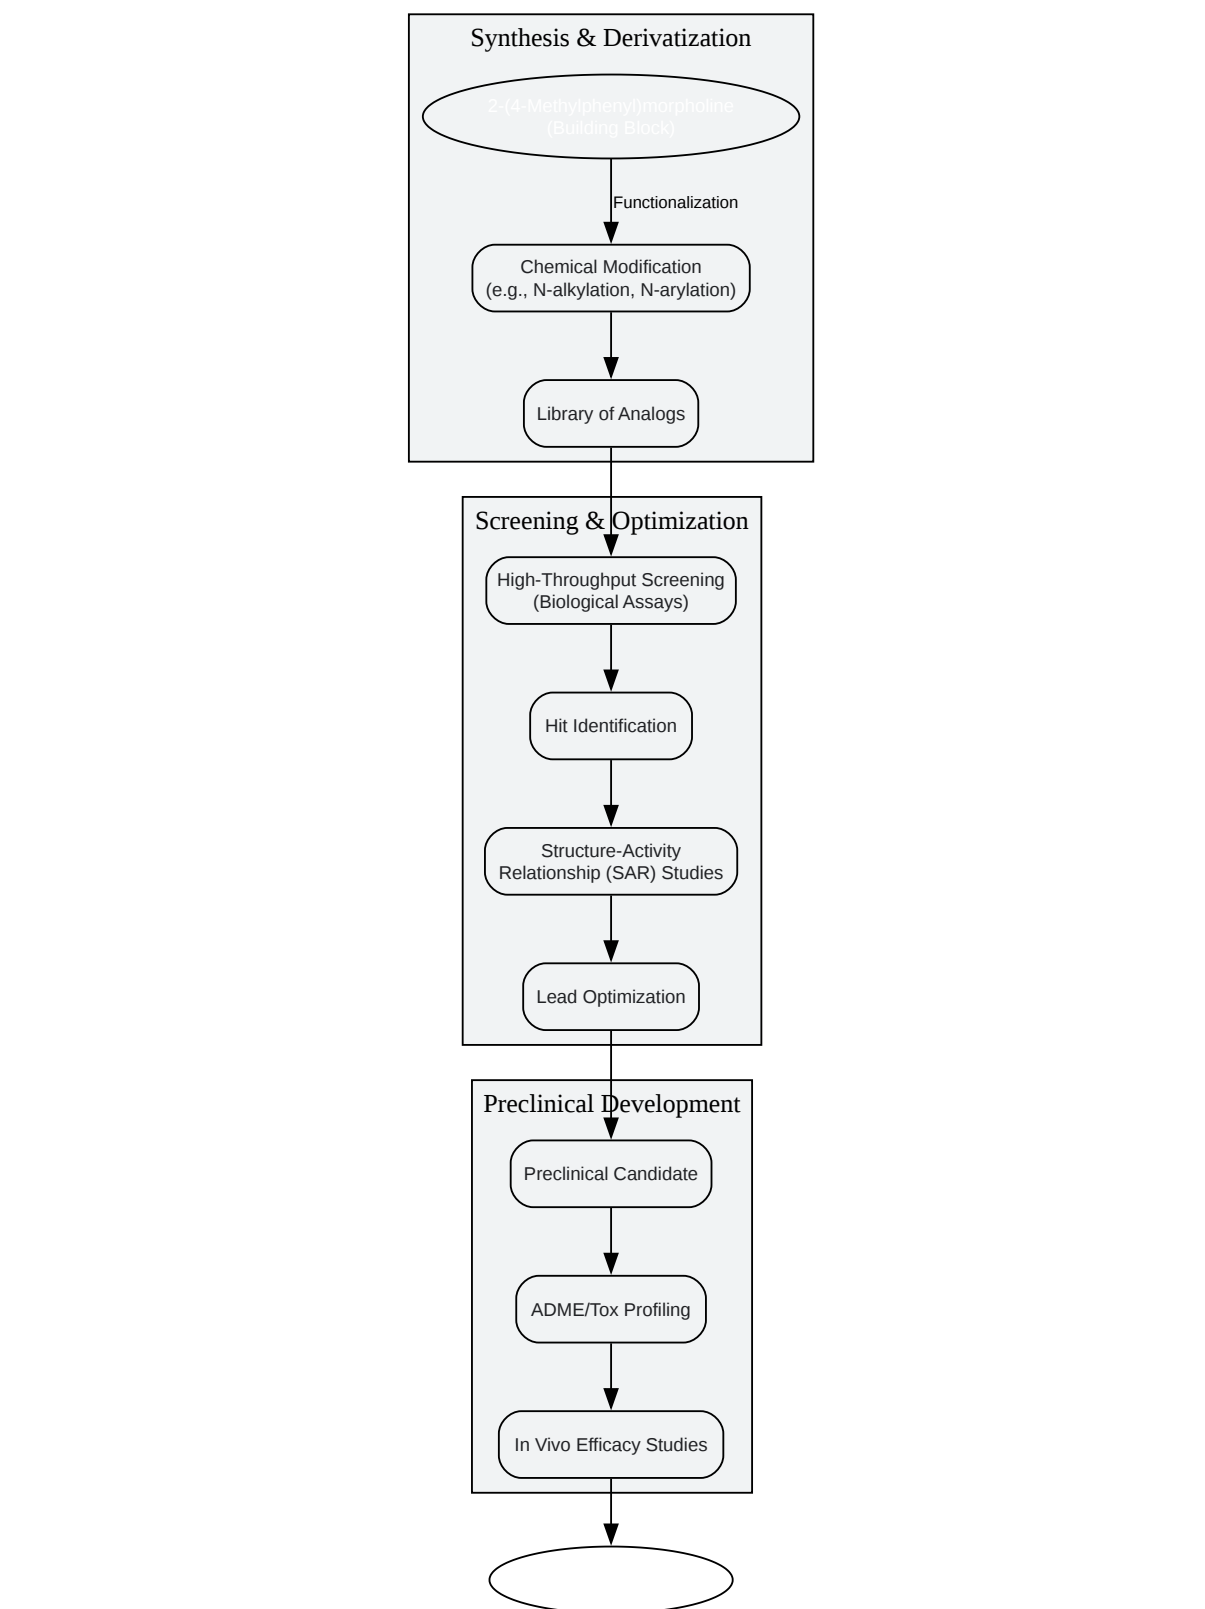 Synthesis & Derivatization
2-(4-Methylphenyl)morpholine
(Building Block)
Functionalization
Chemical Modification
(e.g., N-alkylation, N-arylation)
Library of Analogs
Screening & Optimization
High-Throughput Screening
(Biological Assays)
Hit Identification
Structure-Activity
Relationship (SAR) Studies
Lead Optimization
Preclinical Development
Preclinical Candidate
ADME/Tox Profiling
In Vivo Efficacy Studies